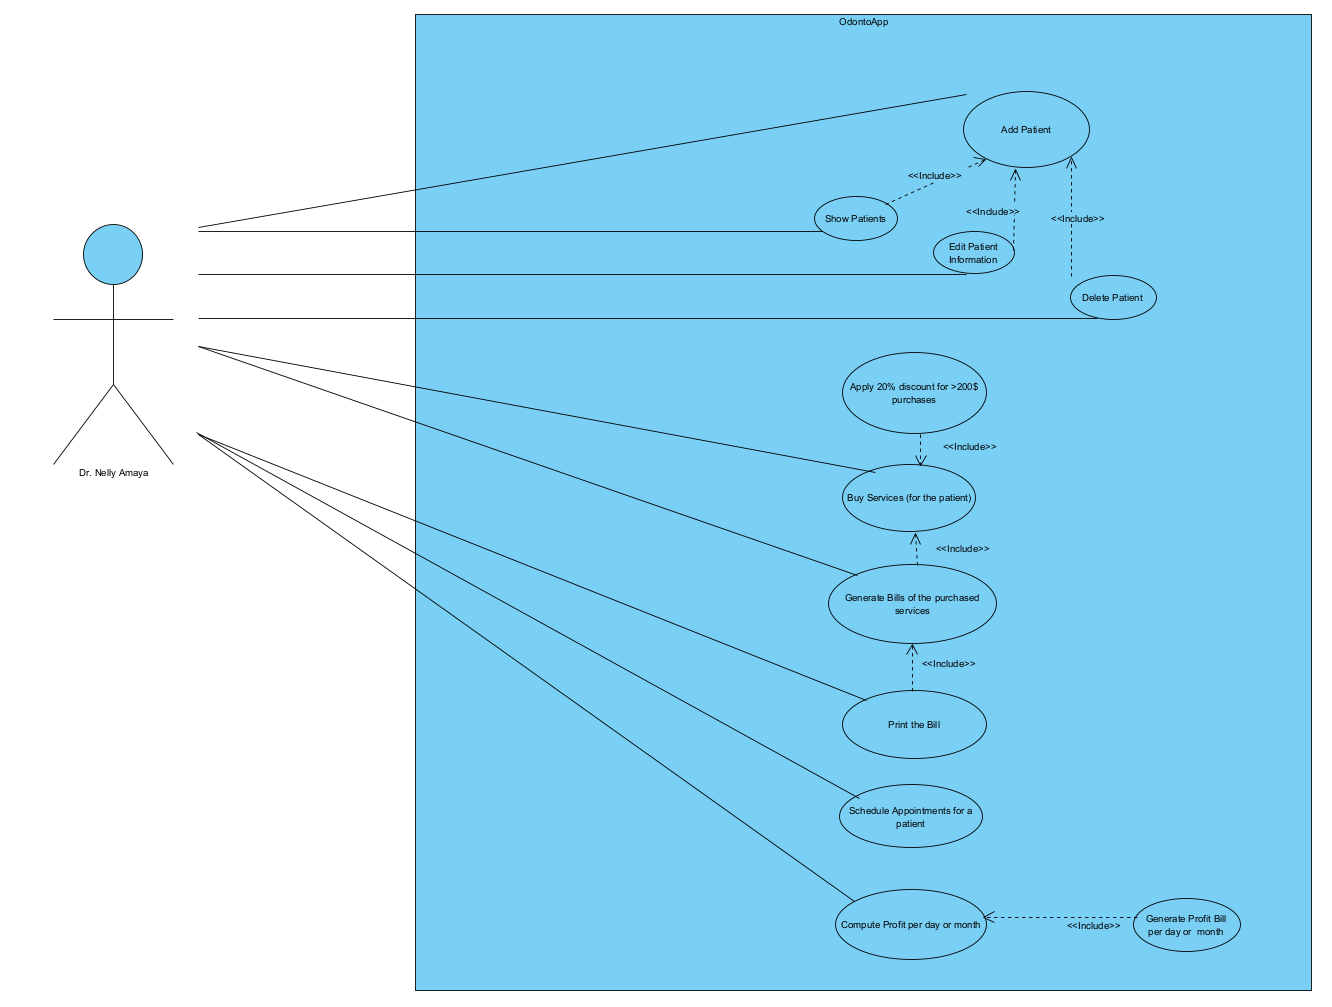 OdontoApp
Add Patient
<<Include>>
Show Patients
<<Include>>
<<Include>>
Edit Patient
Information
Delete Patient
Apply 20% discount for >200$
purchases
<<Include>>
Dr. Nelly Amaya
Buy Services (for the patient)
<<Include>>
Generate Bills of the purchased
services
<<Include>>
Print the Bill
Schedule Appointments for a
patient
Compute Profit per day or month
<<Include>>
Generate Profit Bill
per day or month